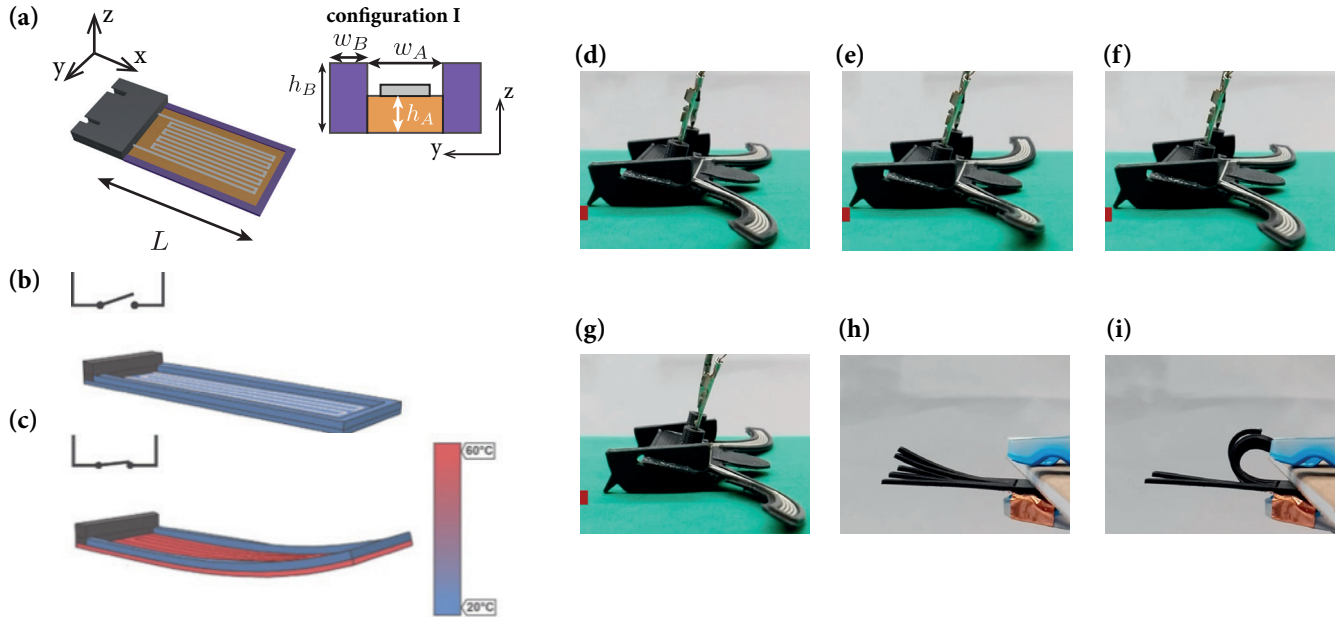 (a)
z
x
y
L
configuration I
w_B
w_A
h_B
h_A
z
y
(b)
(c)
60°C
20°C
(d)
(e)
(f)
(g)
(h)
(i)